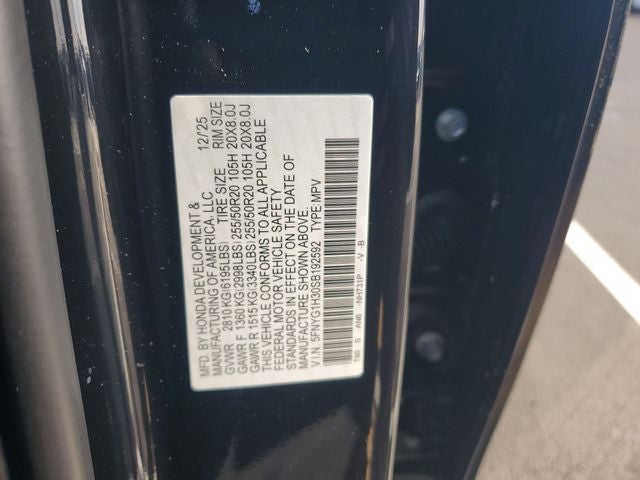 MFD. BY HONDA DEVELOPMENT &
MANUFACTURING OF AMERICA, LLC 12/'25
GVWR 2810 KG(6195LBS) TIRE SIZE RIM SIZE
GAWR F 1360 KG(2998LBS) 255/50R20 105H 20X8.0J
GAWR R 1515 KG(3340LBS) 255/50R20 105H 20X8.0J
THIS VEHICLE CONFORMS TO ALL APPLICABLE
FEDERAL MOTOR VEHICLE SAFETY
STANDARDS IN EFFECT ON THE DATE OF
MANUFACTURE SHOWN ABOVE.
V.I.N. 5FNYG1H30SB192592 TYPE:MPV
T90 S AN6 -NH731P -V -B